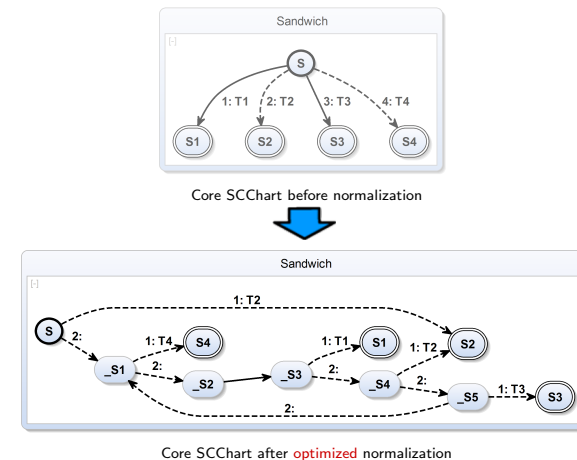 Sandwich
[-]
S
1: T1
2: T2
3: T3
4: T4
S1
S2
S3
S4
Core SCChart before normalization
Sandwich
[-]
1: T2
S
2:
1: T4
S4
1: T1
S1
1: T2
S2
_S1
2:
_S2
_S3
2:
_S4
2:
_S5
1: T3
S3
2:
Core SCChart after optimized normalization